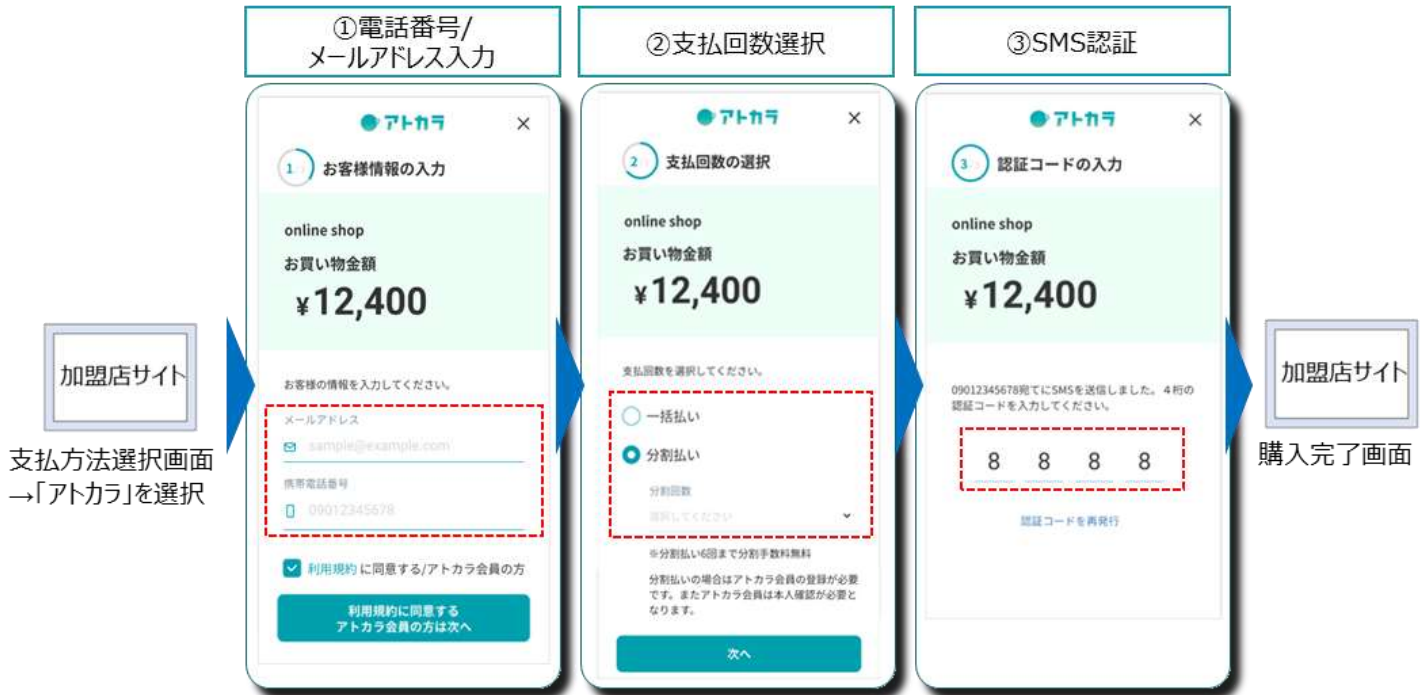 ①電話番号/
メールアドレス入力
②支払回数選択
③SMS認証
加盟店サイト
支払方法選択画面
→「アトカラ」を選択
アトカラ ×
1 お客様情報の入力
online shop
お買い物金額
¥12,400
お客様の情報を入力してください。
メールアドレス
sample@example.com
携帯電話番号
09012345678
利用規約 に同意する/アトカラ会員の方
利用規約に同意する
アトカラ会員の方は次へ
アトカラ ×
2 支払回数の選択
online shop
お買い物金額
¥12,400
支払回数を選択してください。
一括払い
分割払い
分割回数
選択してください
※分割払い6回まで分割手数料無料
分割払いの場合はアトカラ会員の登録が必要
です。またアトカラ会員は本人確認が必要と
なります。
次へ
アトカラ ×
3 認証コードの入力
online shop
お買い物金額
¥12,400
09012345678宛てにSMSを送信しました。4桁の
認証コードを入力してください。
8 8 8 8
認証コードを再発行
加盟店サイト
購入完了画面